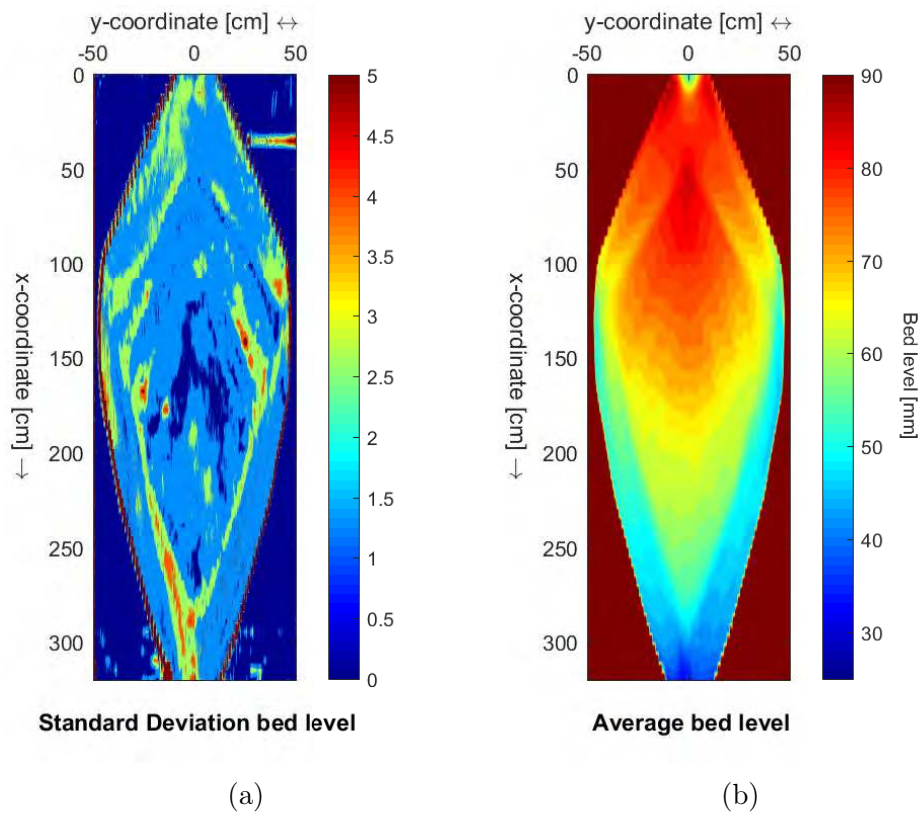 y-coordinate [cm] ↔
-50 0 50
0
50
100
150
200
250
300
x-coordinate [cm] →
5
4.5
4
3.5
3
2.5
2
1.5
1
0.5
0
Standard Deviation bed level
(a)
y-coordinate [cm] ↔
-50 0 50
0
50
100
150
200
250
300
x-coordinate [cm] →
90
80
70
60
50
40
30
Bed level [mm]
Average bed level
(b)